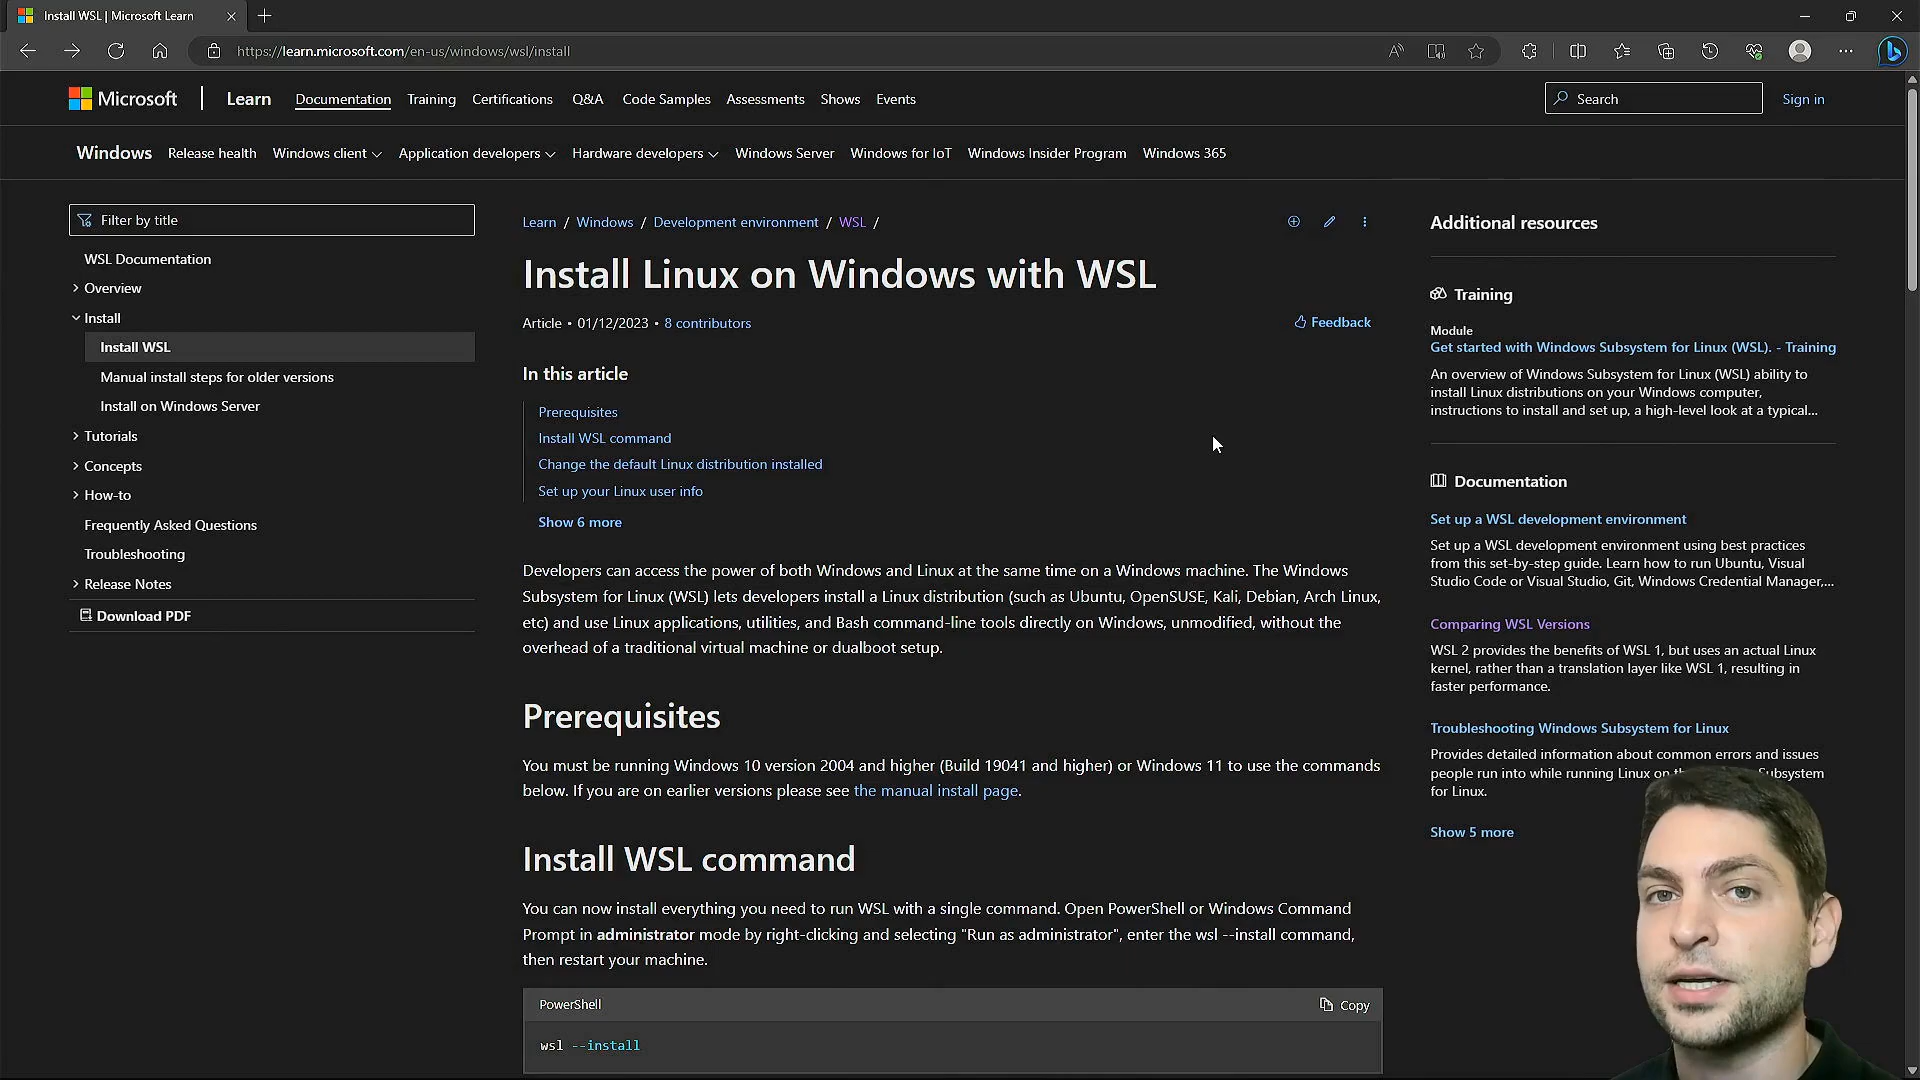 Install WSL | Microsoft Learn
https://learn.microsoft.com/en-us/windows/wsl/install
Microsoft
Learn
Documentation
Training
Certifications
Q&A
Code Samples
Assessments
Shows
Events
Search
Sign in
Windows
Release health
Windows client
Application developers
Hardware developers
Windows Server
Windows for IoT
Windows Insider Program
Windows 365
Filter by title
WSL Documentation
Overview
Install
Install WSL
Manual install steps for older versions
Install on Windows Server
Tutorials
Concepts
How-to
Frequently Asked Questions
Troubleshooting
Release Notes
Download PDF
Learn / Windows / Development environment / WSL /
Install Linux on Windows with WSL
Article • 01/12/2023 • 8 contributors
Feedback
In this article
Prerequisites
Install WSL command
Change the default Linux distribution installed
Set up your Linux user info
Show 6 more
Developers can access the power of both Windows and Linux at the same time on a Windows machine. The Windows
Subsystem for Linux (WSL) lets developers install a Linux distribution (such as Ubuntu, OpenSUSE, Kali, Debian, Arch Linux,
etc) and use Linux applications, utilities, and Bash command-line tools directly on Windows, unmodified, without the
overhead of a traditional virtual machine or dualboot setup.
Prerequisites
You must be running Windows 10 version 2004 and higher (Build 19041 and higher) or Windows 11 to use the commands
below. If you are on earlier versions please see the manual install page.
Install WSL command
You can now install everything you need to run WSL with a single command. Open PowerShell or Windows Command
Prompt in administrator mode by right-clicking and selecting "Run as administrator", enter the wsl --install command,
then restart your machine.
PowerShell
Copy
wsl --install
Additional resources
Training
Module
Get started with Windows Subsystem for Linux (WSL). - Training
An overview of Windows Subsystem for Linux (WSL) ability to
install Linux distributions on your Windows computer,
instructions to install and set up, a high-level look at a typical...
Documentation
Set up a WSL development environment
Set up a WSL development environment using best practices
from this set-by-step guide. Learn how to run Ubuntu, Visual
Studio Code or Visual Studio, Git, Windows Credential Manager,...
Comparing WSL Versions
WSL 2 provides the benefits of WSL 1, but uses an actual Linux
kernel, rather than a translation layer like WSL 1, resulting in
faster performance.
Troubleshooting Windows Subsystem for Linux
Provides detailed information about common errors and issues
people run into while running Linux on Subsystem
for Linux.
Show 5 more